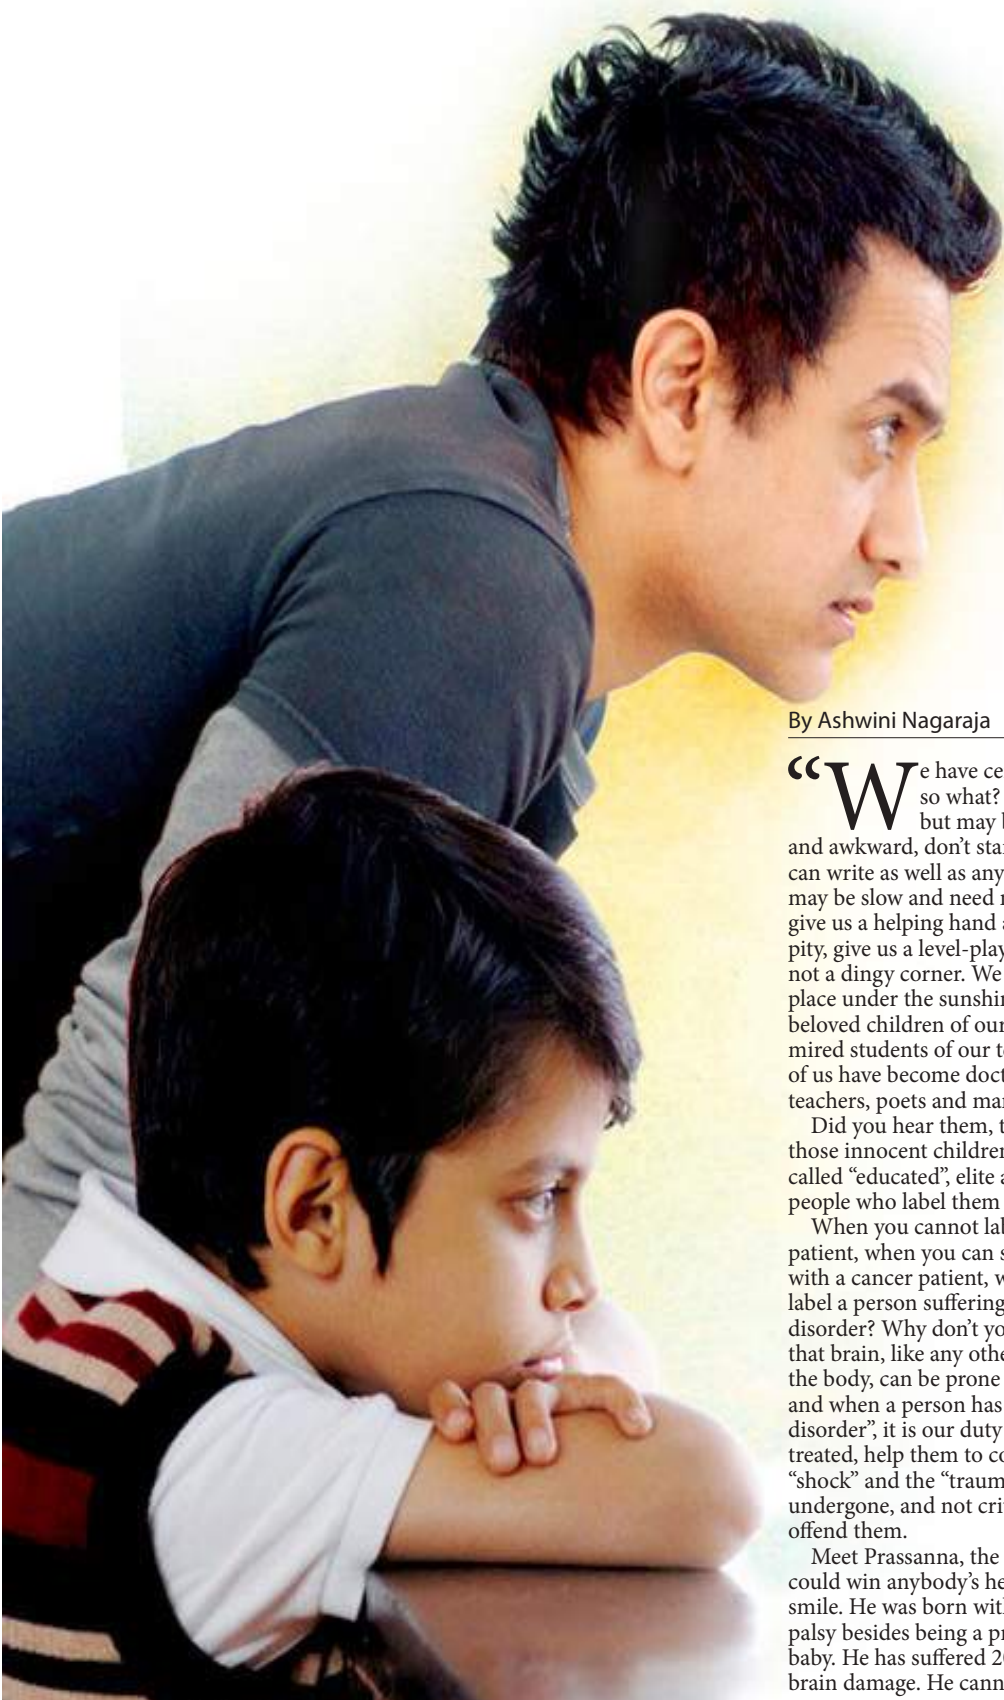 By Ashwini Nagaraja
“We have ce
so what?
but may b
and awkward, don’t sta
can write as well as any
may be slow and need
give us a helping hand
pity, give us a level-play
not a dingy corner. We
place under the sunshin
beloved children of our
mired students of our t
of us have become doct
teachers, poets and ma
Did you hear them, t
those innocent children
called “educated”, elite a
people who label them
When you cannot lab
patient, when you can s
with a cancer patient, w
label a person suffering
disorder? Why don’t yo
that brain, like any othe
the body, can be prone
and when a person has
disorder”, it is our duty
treated, help them to co
“shock” and the “traum
undergone, and not cri
offend them.
Meet Prassanna, the
could win anybody’s he
smile. He was born wit
palsy besides being a pr
baby. He has suffered 20
brain damage. He cann